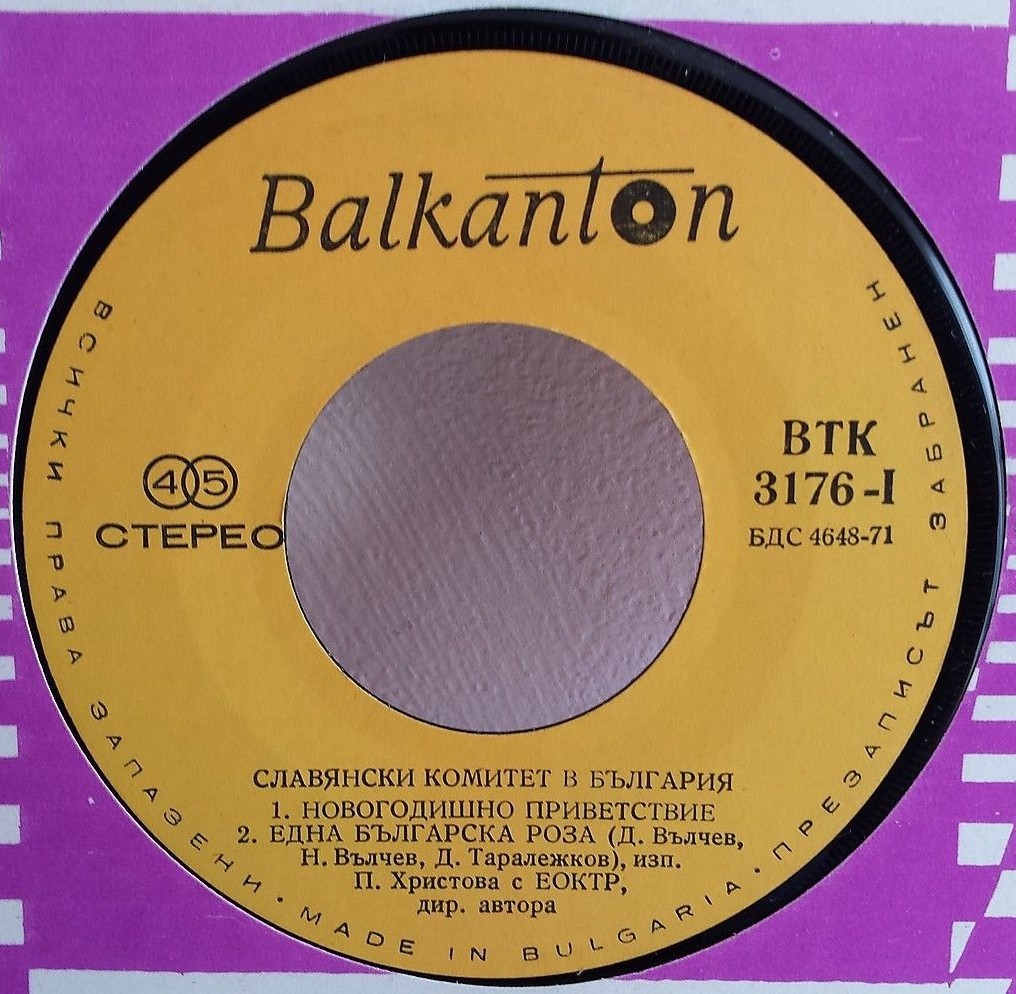 Balkanton
ВТК
3176-I
БДС 4648-71
45
СТЕРЕО
СЛАВЯНСКИ КОМИТЕТ В БЪЛГАРИЯ
1. НОВОГОДИШНО ПРИВЕТСТВИЕ
2. ЕДНА БЪЛГАРСКА РОЗА (Д. Вълчев,
Н. Вълчев, Д. Таралежков), изп.
П. Христова с ЕОКТР,
дир. автора
ВСИЧКИ ПРАВА ЗАПАЗЕНИ · MADE IN BULGARIA · ПРЕЗАПИСЪТ ЗАБРАНЕН